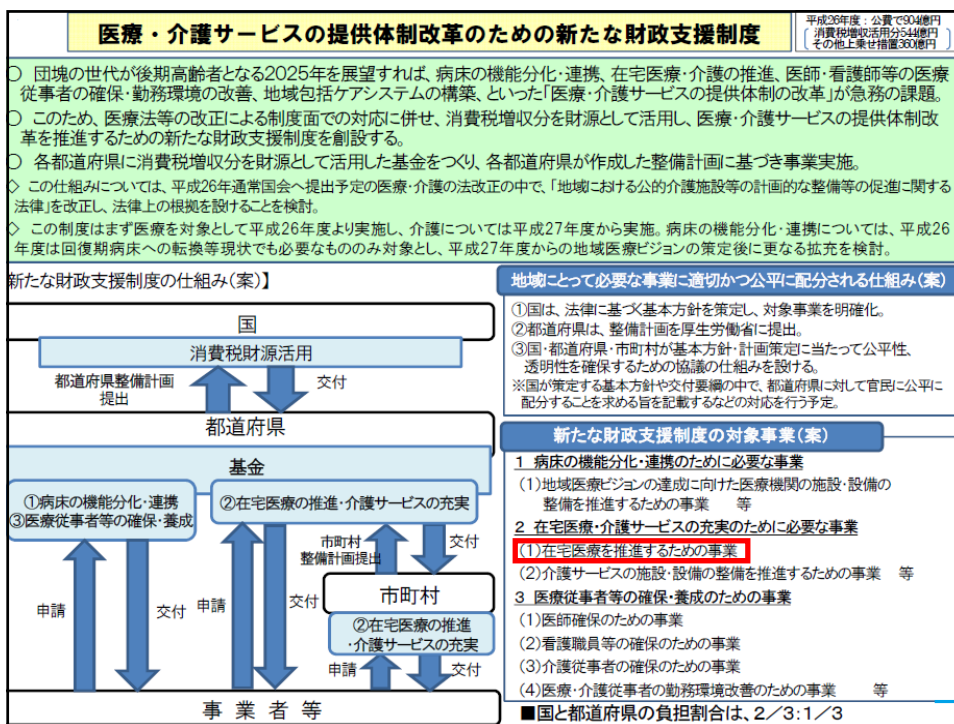 医療・介護サービスの提供体制改革のための新たな財政支援制度
平成26年度:公費で904億円
消費税増収活用分544億円
その他上乗せ措置360億円
○ 団塊の世代が後期高齢者となる2025年を展望すれば、病床の機能分化・連携、在宅医療・介護の推進、医師・看護師等の医療
従事者の確保・勤務環境の改善、地域包括ケアシステムの構築、といった「医療・介護サービスの提供体制の改革」が急務の課題。
○ このため、医療法等の改正による制度面での対応に併せ、消費税増収分を財源として活用し、医療・介護サービスの提供体制改
革を推進するための新たな財政支援制度を創設する。
○ 各都道府県に消費税増収分を財源として活用した基金をつくり、各都道府県が作成した整備計画に基づき事業実施。
◇ この仕組みについては、平成26年通常国会へ提出予定の医療・介護の法改正の中で、「地域における公的介護施設等の計画的な整備等の促進に関する
法律」を改正し、法律上の根拠を設けることを検討。
◇ この制度はまず医療を対象として平成26年度より実施し、介護については平成27年度から実施。病床の機能分化・連携については、平成26
年度は回復期病床への転換等現状でも必要なもののみ対象とし、平成27年度からの地域医療ビジョンの策定後に更なる拡充を検討。
新たな財政支援制度の仕組み(案)】
国
消費税財源活用
都道府県整備計画
提出
交付
都道府県
基金
①病床の機能分化・連携
③医療従事者等の確保・養成
②在宅医療の推進・介護サービスの充実
市町村
整備計画提出
交付
市町村
②在宅医療の推進
・介護サービスの充実
申請
交付
申請
交付
申請
交付
事業者等
地域にとって必要な事業に適切かつ公平に配分される仕組み(案)
①国は、法律に基づく基本方針を策定し、対象事業を明確化。
②都道府県は、整備計画を厚生労働省に提出。
③国・都道府県・市町村が基本方針・計画策定に当たって公平性、
透明性を確保するための協議の仕組みを設ける。
※国が策定する基本方針や交付要綱の中で、都道府県に対して官民に公平に
配分することを求める旨を記載するなどの対応を行う予定。
新たな財政支援制度の対象事業(案)
1 病床の機能分化・連携のために必要な事業
(1)地域医療ビジョンの達成に向けた医療機関の施設・設備の
整備を推進するための事業 等
2 在宅医療・介護サービスの充実のために必要な事業
(1)在宅医療を推進するための事業
(2)介護サービスの施設・設備の整備を推進するための事業 等
3 医療従事者等の確保・養成のための事業
(1)医師確保のための事業
(2)看護職員等の確保のための事業
(3)介護従事者の確保のための事業
(4)医療・介護従事者の勤務環境改善のための事業 等
■国と都道府県の負担割合は、2/3:1/3